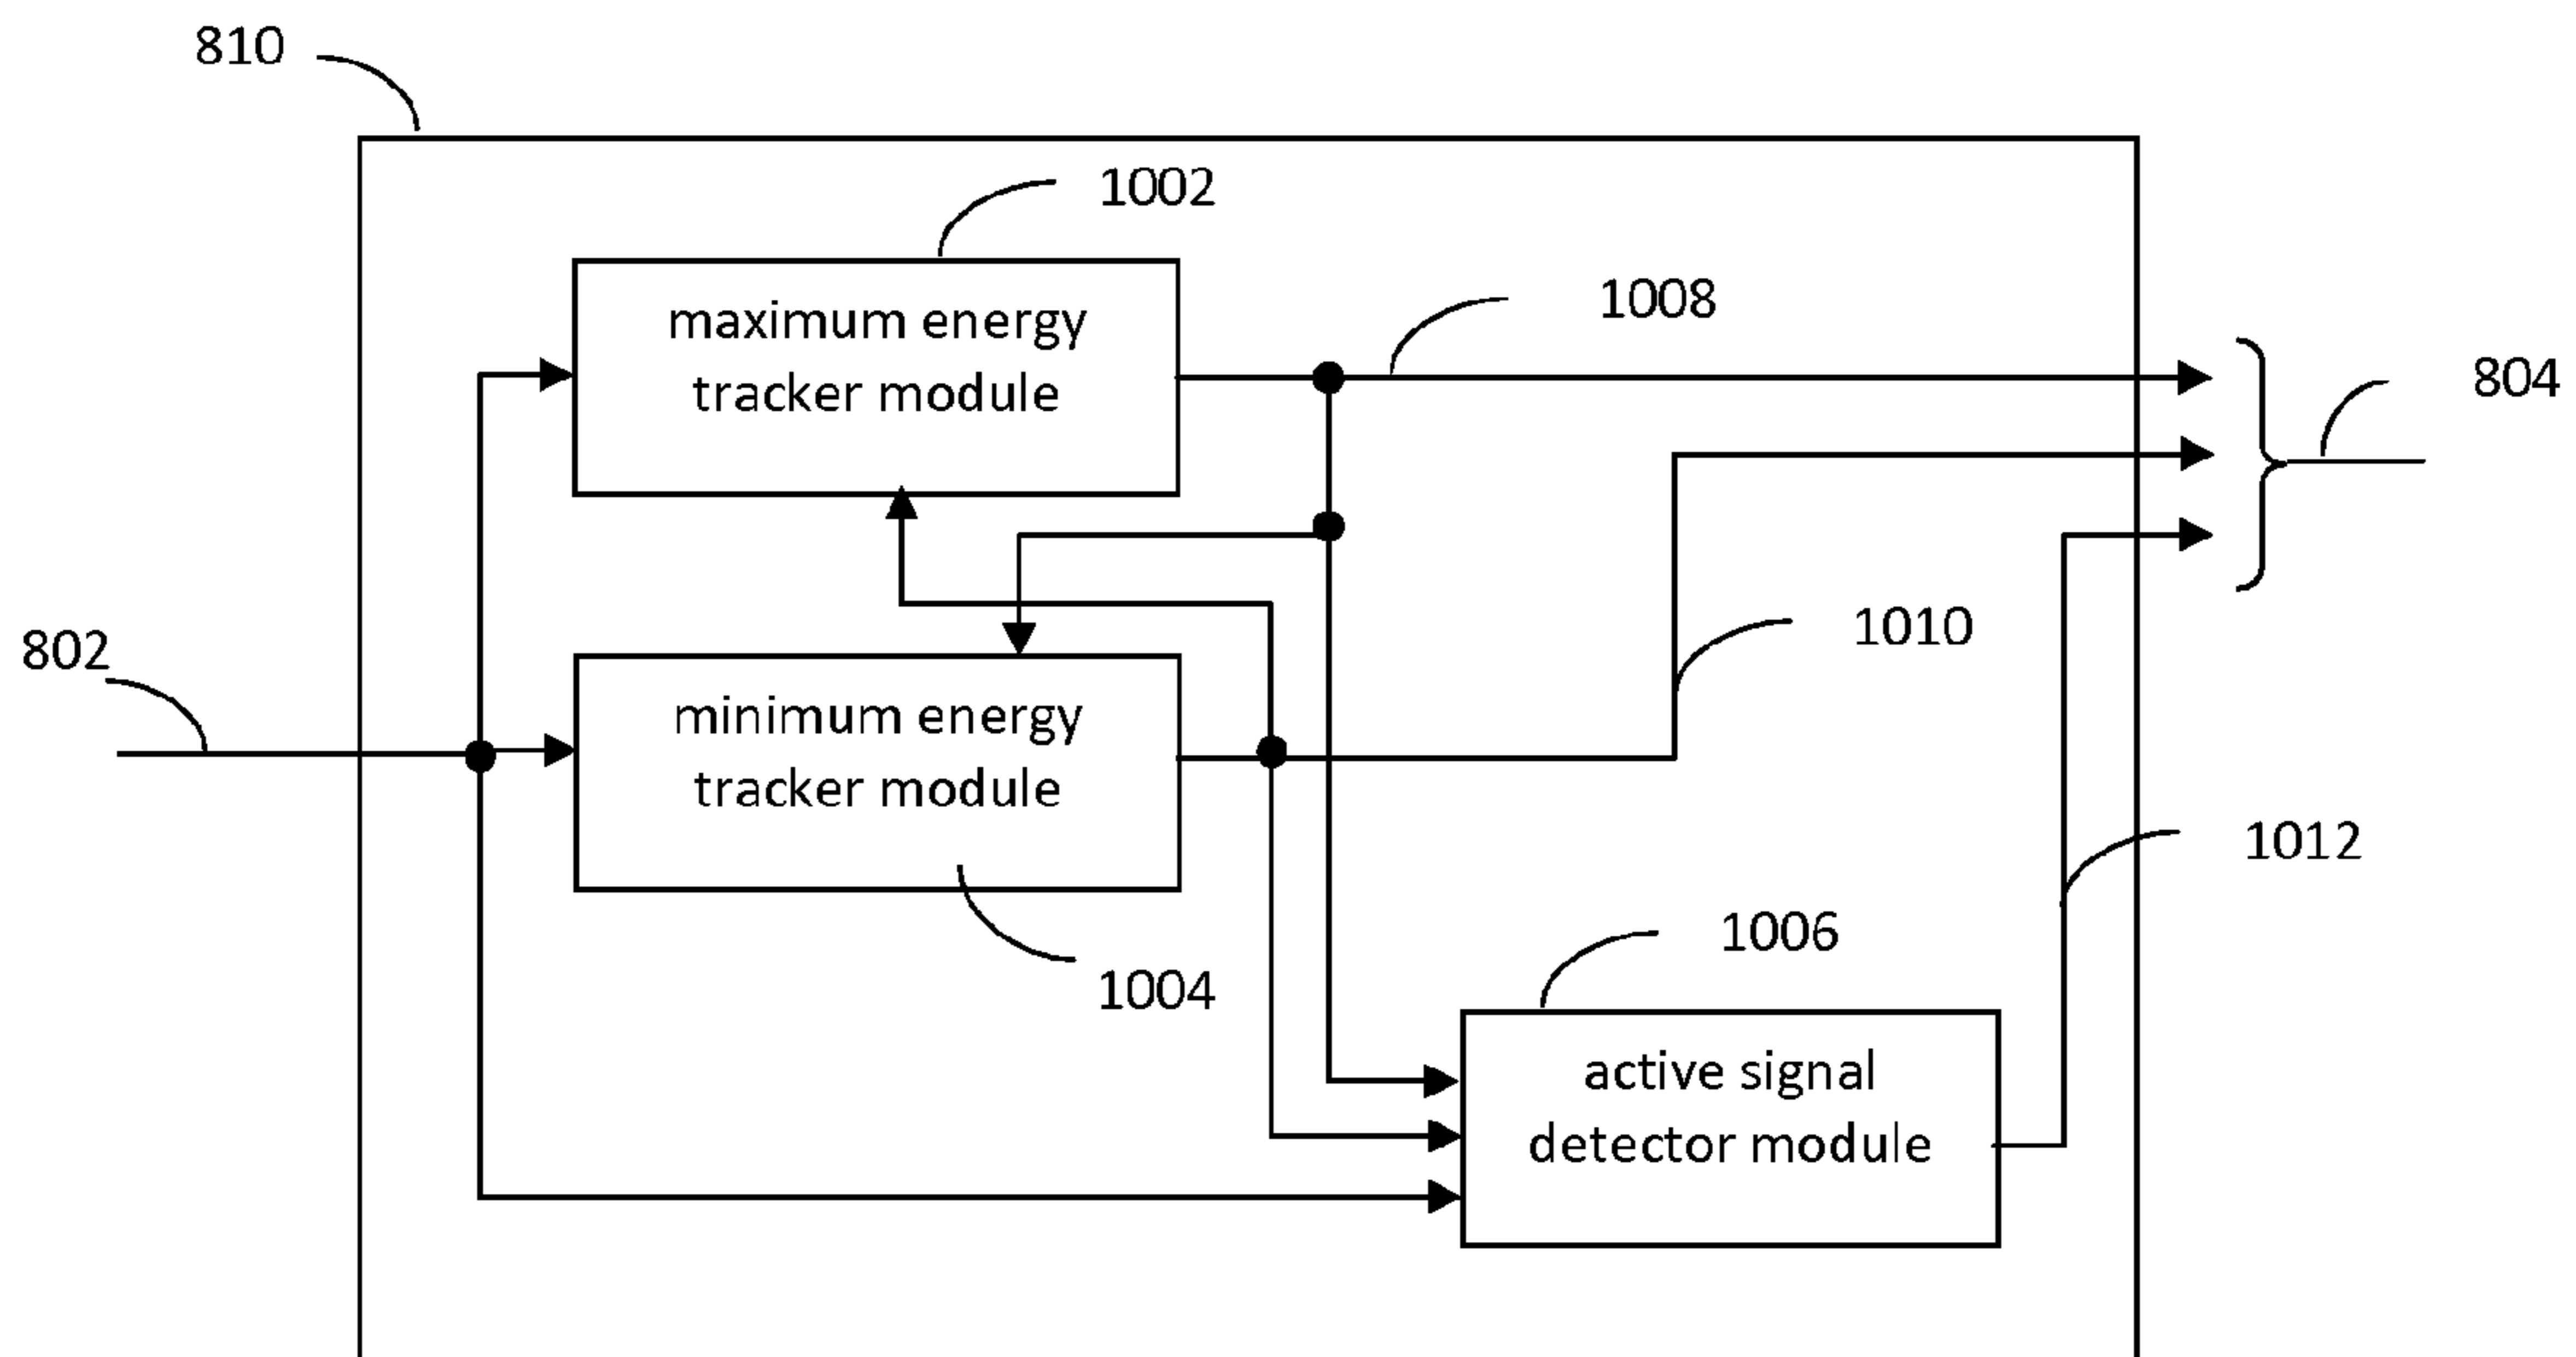 810
1002
maximum energy
tracker module
1008
804
802
minimum energy
tracker module
1010
1004
1012
1006
active signal
detector module